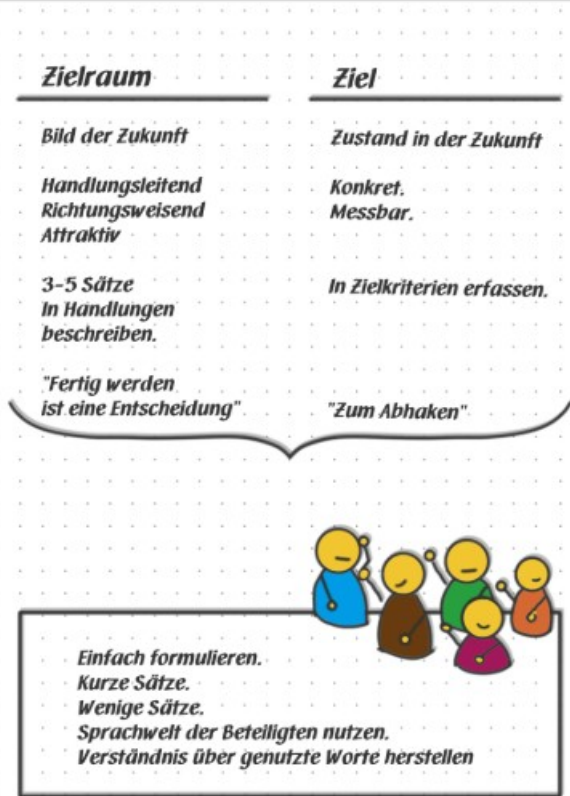 Zielraum
Bild der Zukunft
Handlungsleitend
Richtungsweisend
Attraktiv
3-5 Sätze
In Handlungen
beschreiben.
"Fertig werden
ist eine Entscheidung"
Ziel
Zustand in der Zukunft
Konkret.
Messbar.
In Zielkriterien erfassen.
"Zum Abhaken"
Einfach formulieren.
Kurze Sätze.
Wenige Sätze.
Sprachwelt der Beteiligten nutzen.
Verständnis über genutzte Worte herstellen